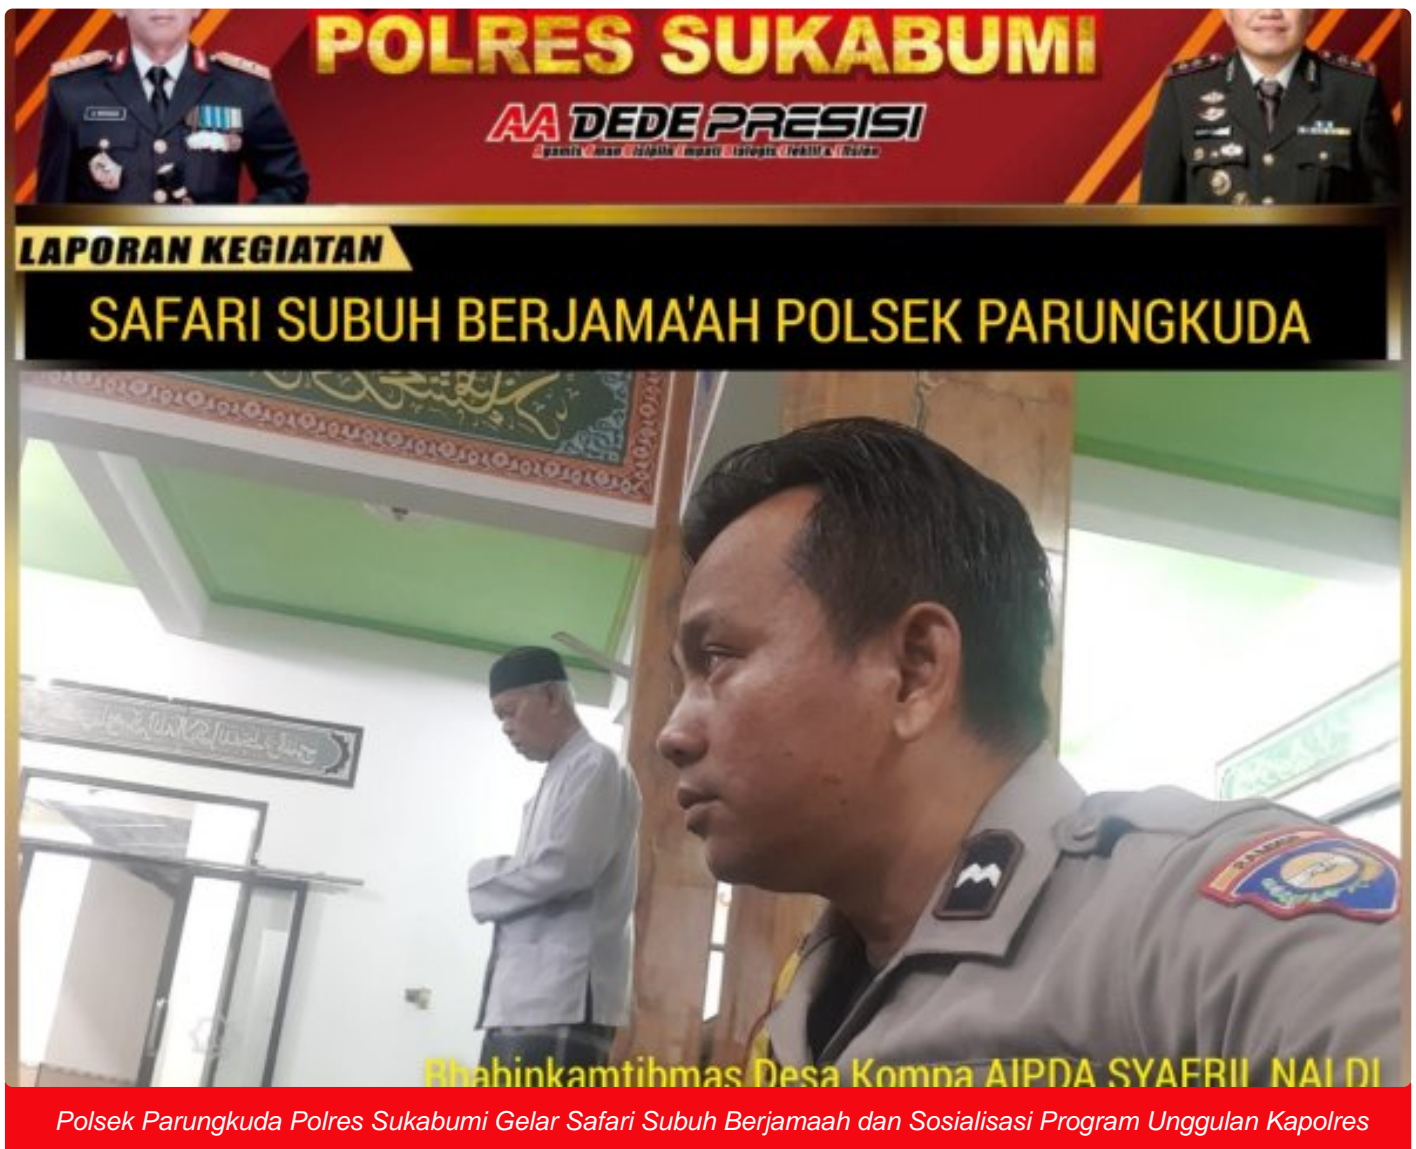 POLRES SUKABUMI
AA DEDE PRESISI
LAPORAN KEGIATAN
SAFARI SUBUH BERJAMA'AH POLSEK PARUNGKUDA
Bhabinkamtibmas Desa Kompa AIPDA SYAFRIL NALDI
Polsek Parungkuda Polres Sukabumi Gelar Safari Subuh Berjamaah dan Sosialisasi Program Unggulan Kapolres